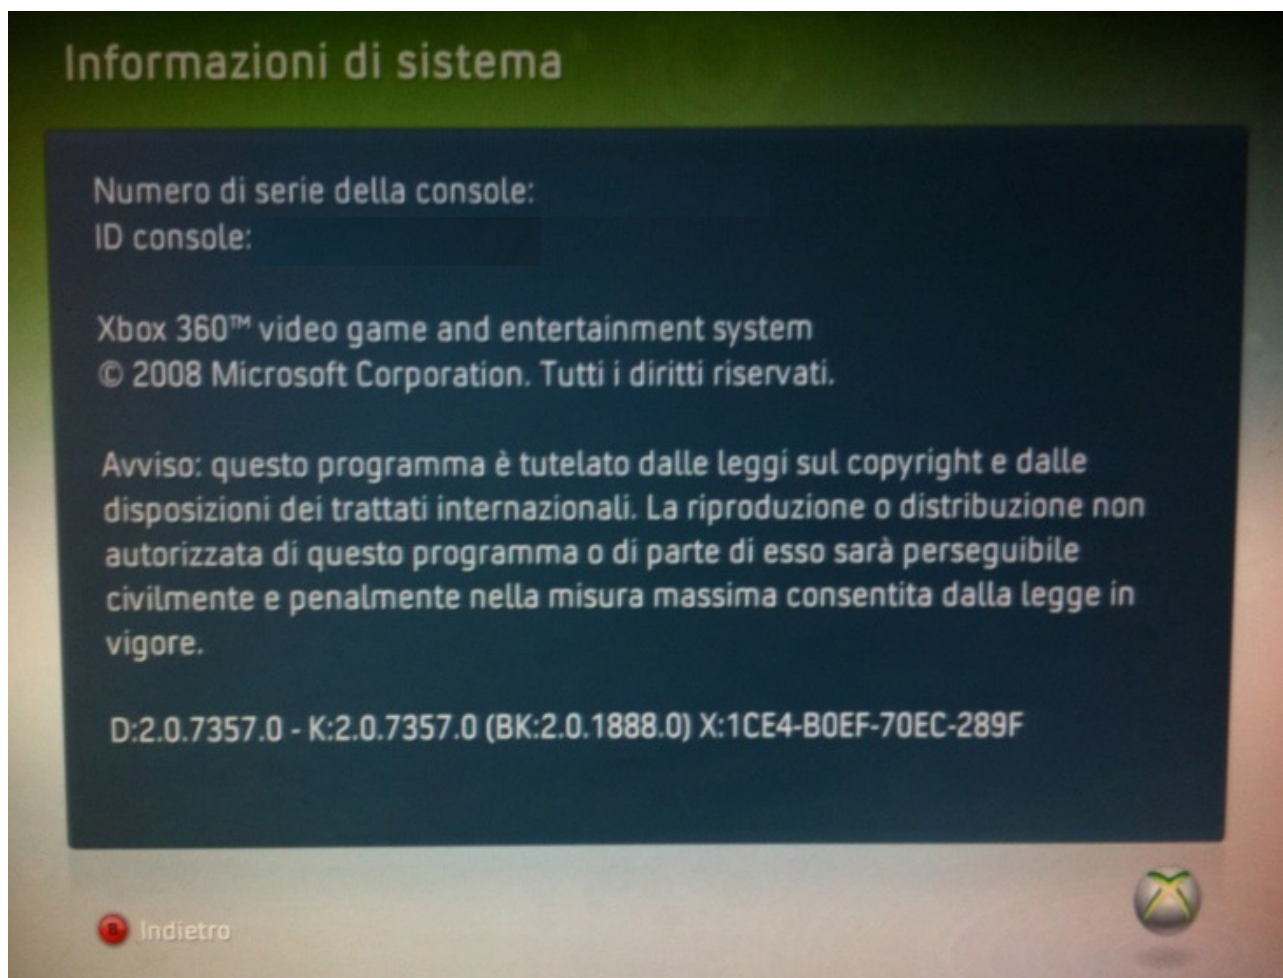 Informazioni di sistema
Numero di serie della console:
ID console:
Xbox 360™ video game and entertainment system
© 2008 Microsoft Corporation. Tutti i diritti riservati.
Avviso: questo programma è tutelato dalle leggi sul copyright e dalle
disposizioni dei trattati internazionali. La riproduzione o distribuzione non
autorizzata di questo programma o di parte di esso sarà perseguibile
civilmente e penalmente nella misura massima consentita dalla legge in
vigore.
D:2.0.7357.0 - K:2.0.7357.0 (BK:2.0.1888.0) X:1CE4-B0EF-70EC-289F
B Indietro